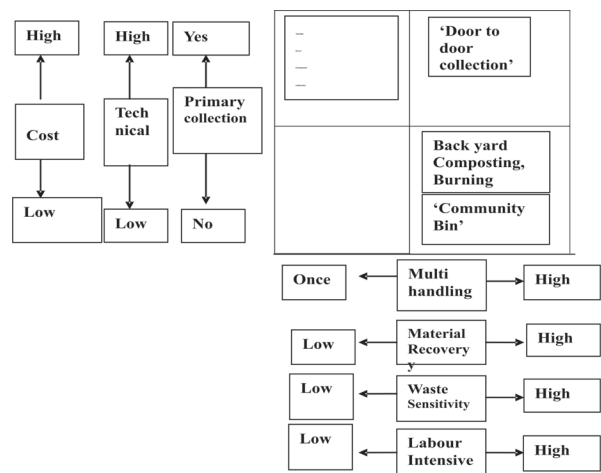 High
High
Yes
Cost
Tech
nical
Primary
collection
Low
Low
No
‘Door to
door
collection’
Back yard
Composting,
Burning
‘Community
Bin’
Once
Multi
handling
High
Low
Material
Recovery
y
High
Low
Waste
Sensitivity
High
Low
Labour
Intensive
High